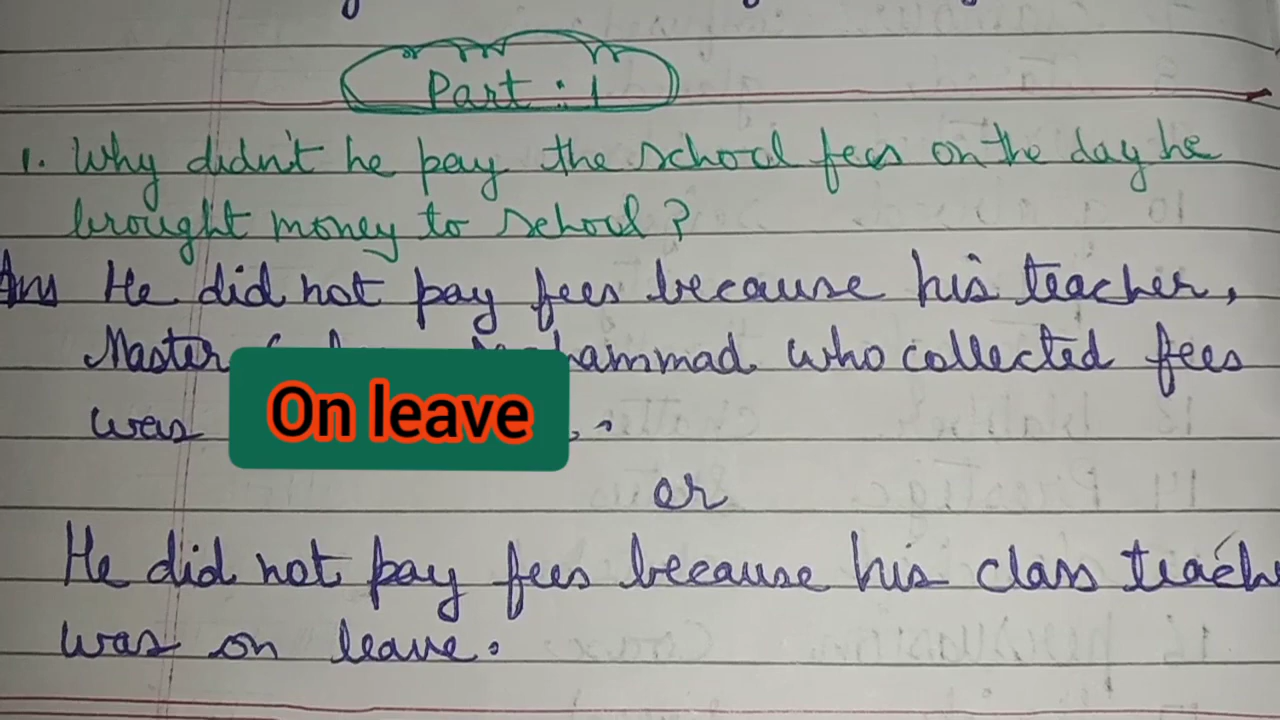 Part : 1
1. Why didn't he pay the school fees on the day he
brought money to school?
Ans He did not pay fees because his teacher,
Master who collected fees
was On leave
or
He did not pay fees because his class
was on leave.